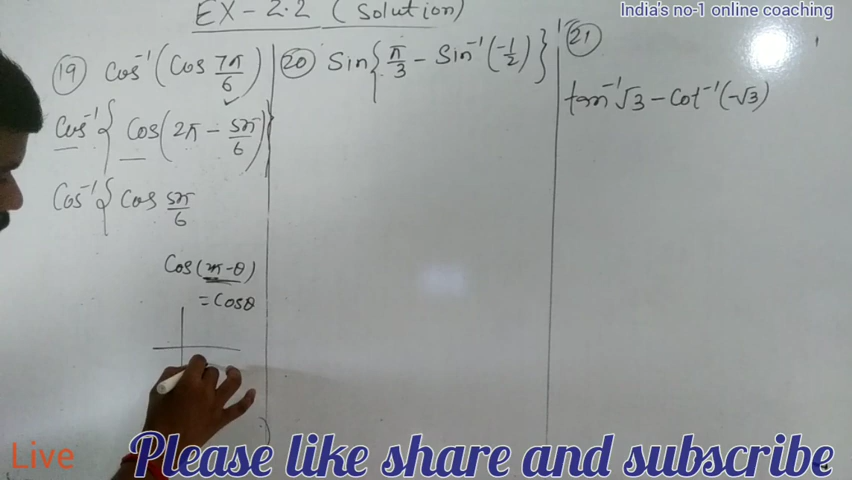 India's no-1 online coaching
EX-2.2 (Solution)
19 Cos⁻¹(Cos 7π/6)
Cos⁻¹{Cos(2π - 5π/6)}
Cos⁻¹{Cos 5π/6
Cos(2π-θ)
= Cosθ
20 Sin{π/3 - Sin⁻¹(-1/2)}
21
tan⁻¹√3 - Cot⁻¹(-√3)
Live
Please like share and subscribe